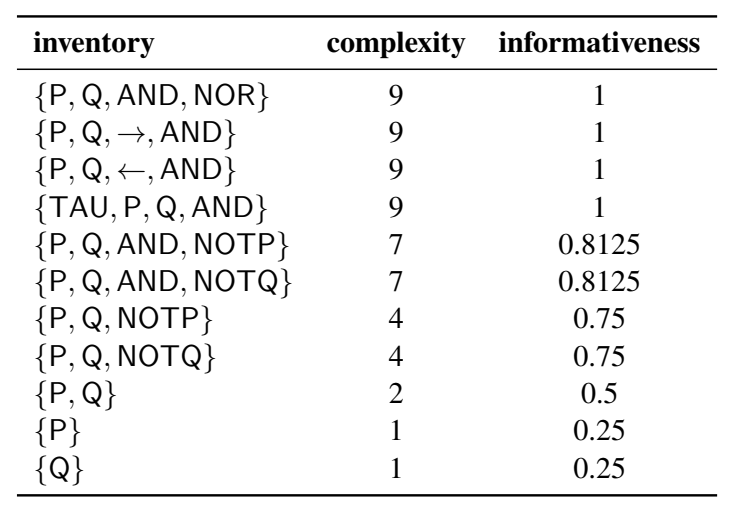 inventory complexity informativeness
{P, Q, AND, NOR} 9 1
{P, Q, →, AND} 9 1
{P, Q, ←, AND} 9 1
{TAU, P, Q, AND} 9 1
{P, Q, AND, NOTP} 7 0.8125
{P, Q, AND, NOTQ} 7 0.8125
{P, Q, NOTP} 4 0.75
{P, Q, NOTQ} 4 0.75
{P, Q} 2 0.5
{P} 1 0.25
{Q} 1 0.25